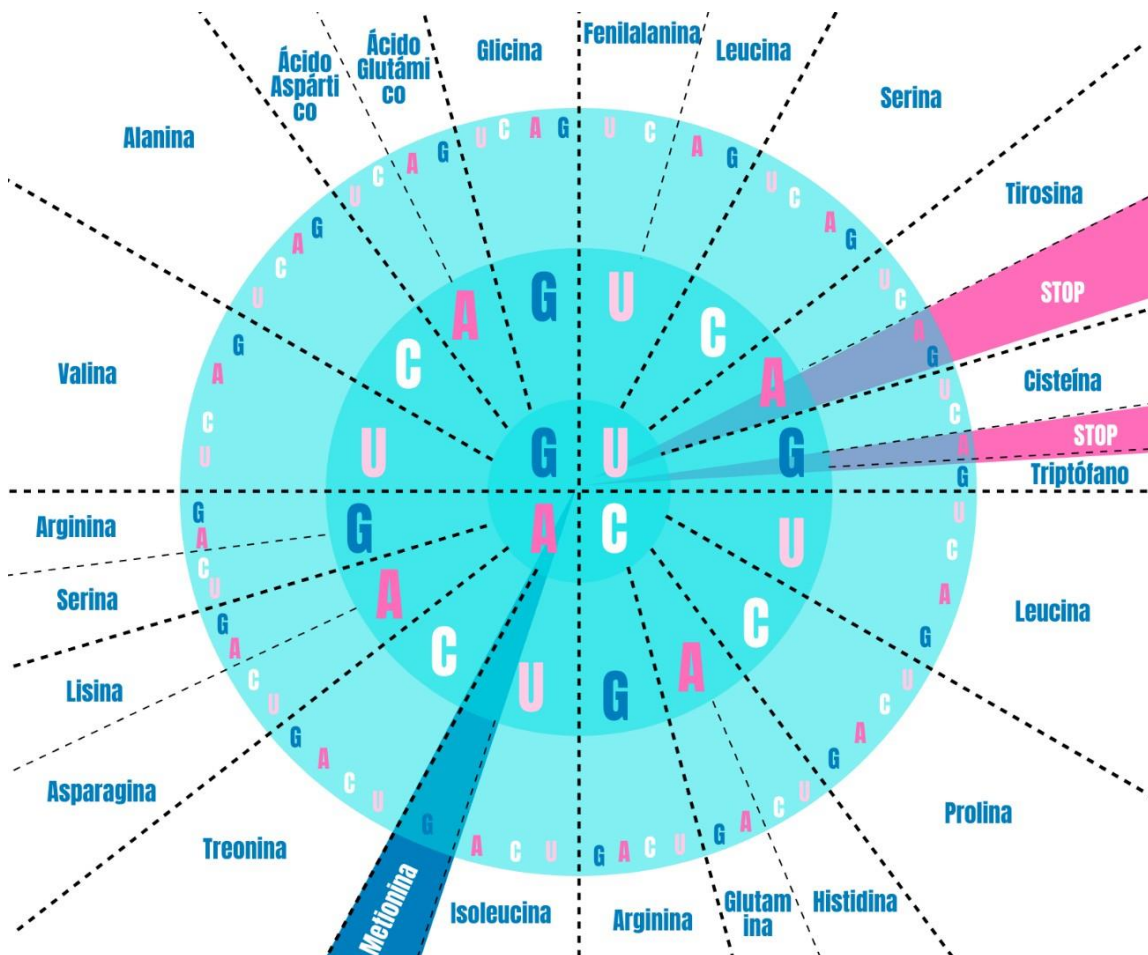 Fenilalanina
Leucina
Serina
Tirosina
STOP
Cisteína
STOP
Triptófano
Leucina
Prolina
Histidina
Glutam
ina
Arginina
Isoleucina
Metionina
Treonina
Asparagina
Lisina
Serina
Arginina
Valina
Alanina
Ácido
Asparti
co
Ácido
Glutámi
co
Glicina
U C A G U C A G U C A G U C A G
U C A G U C A G U C A G U C A G
U C A G U C A G U C A G U C A G
U C A G U C A G U C A G U C A G
U C A G
U C A G
U C A G
U C A G
U C A G